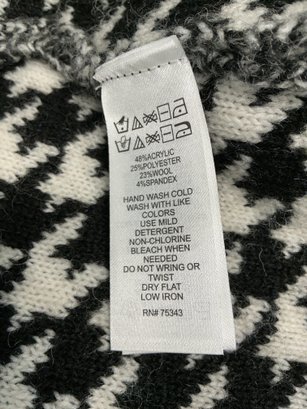 48%ACRYLIC
25%POLYESTER
23%WOOL
4%SPANDEX
HAND WASH COLD
WASH WITH LIKE
COLORS
USE MILD
DETERGENT
NON-CHLORINE
BLEACH WHEN
NEEDED
DO NOT WRING OR
TWIST
DRY FLAT
LOW IRON
RN# 75343